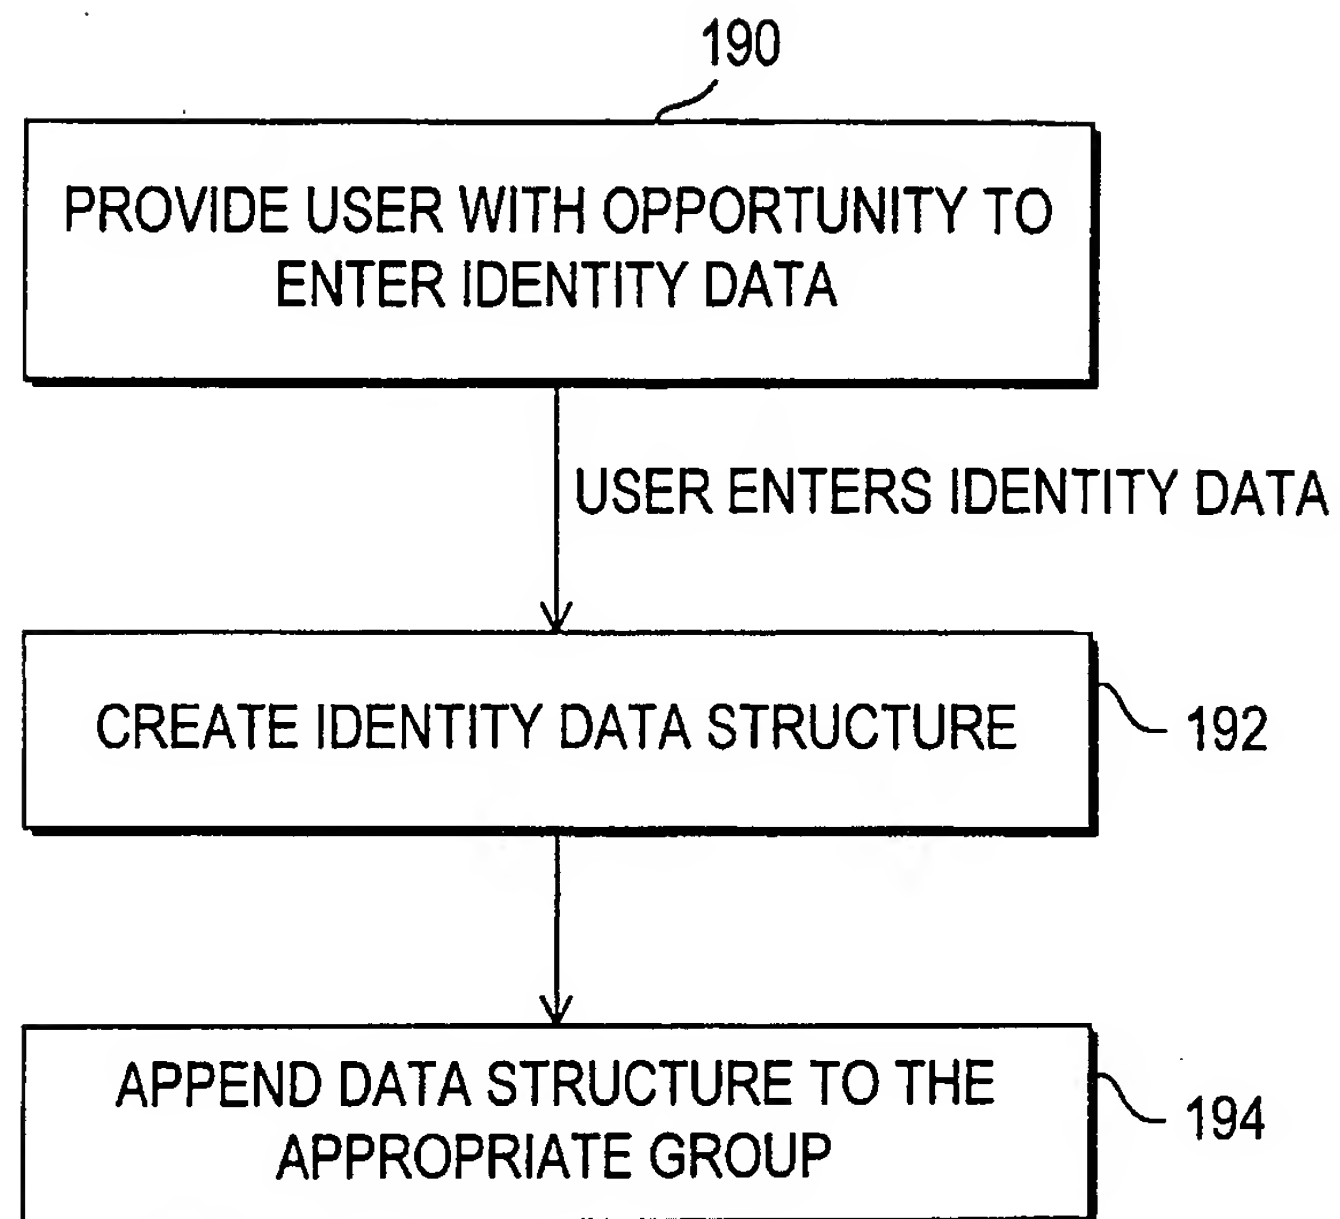 190
PROVIDE USER WITH OPPORTUNITY TO
ENTER IDENTITY DATA
USER ENTERS IDENTITY DATA
CREATE IDENTITY DATA STRUCTURE
192
APPEND DATA STRUCTURE TO THE
APPROPRIATE GROUP
194